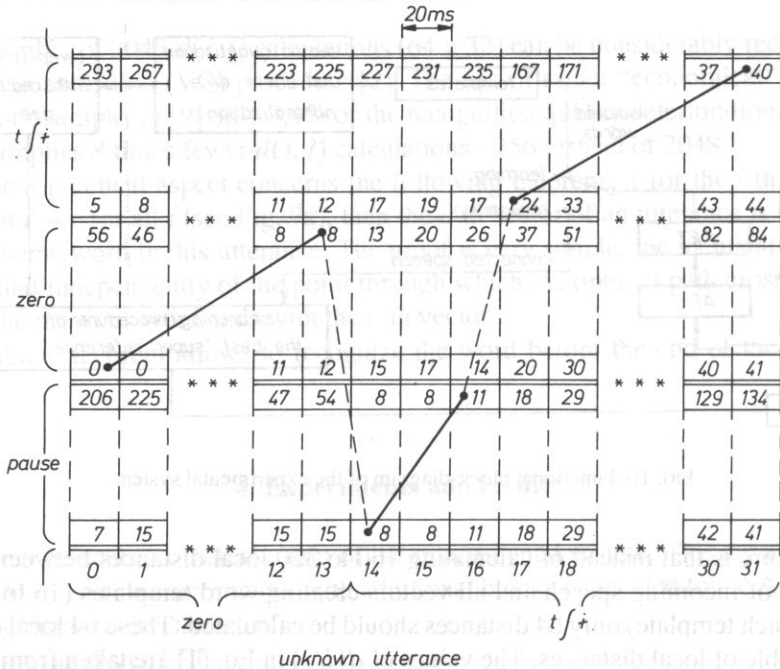 20ms
293 267 * * * 223 225 227 231 235 167 171 * * * 37 40
t ʃ ɨ.
5 8 * * * 11 12 17 19 17 24 33 * * * 43 44
56 46 * * * 8 8 13 20 26 37 51 * * * 82 84
zero
0 0 * * * 11 12 15 17 14 20 30 * * * 40 41
206 225 * * * 47 54 8 8 11 18 29 * * * 129 134
pause
7 15 * * * 15 15 8 8 11 18 29 * * * 42 41
0 1 * * * 12 13 14 15 16 17 18 * * * 30 31
zero t ʃ ɨ.
unknown utterance